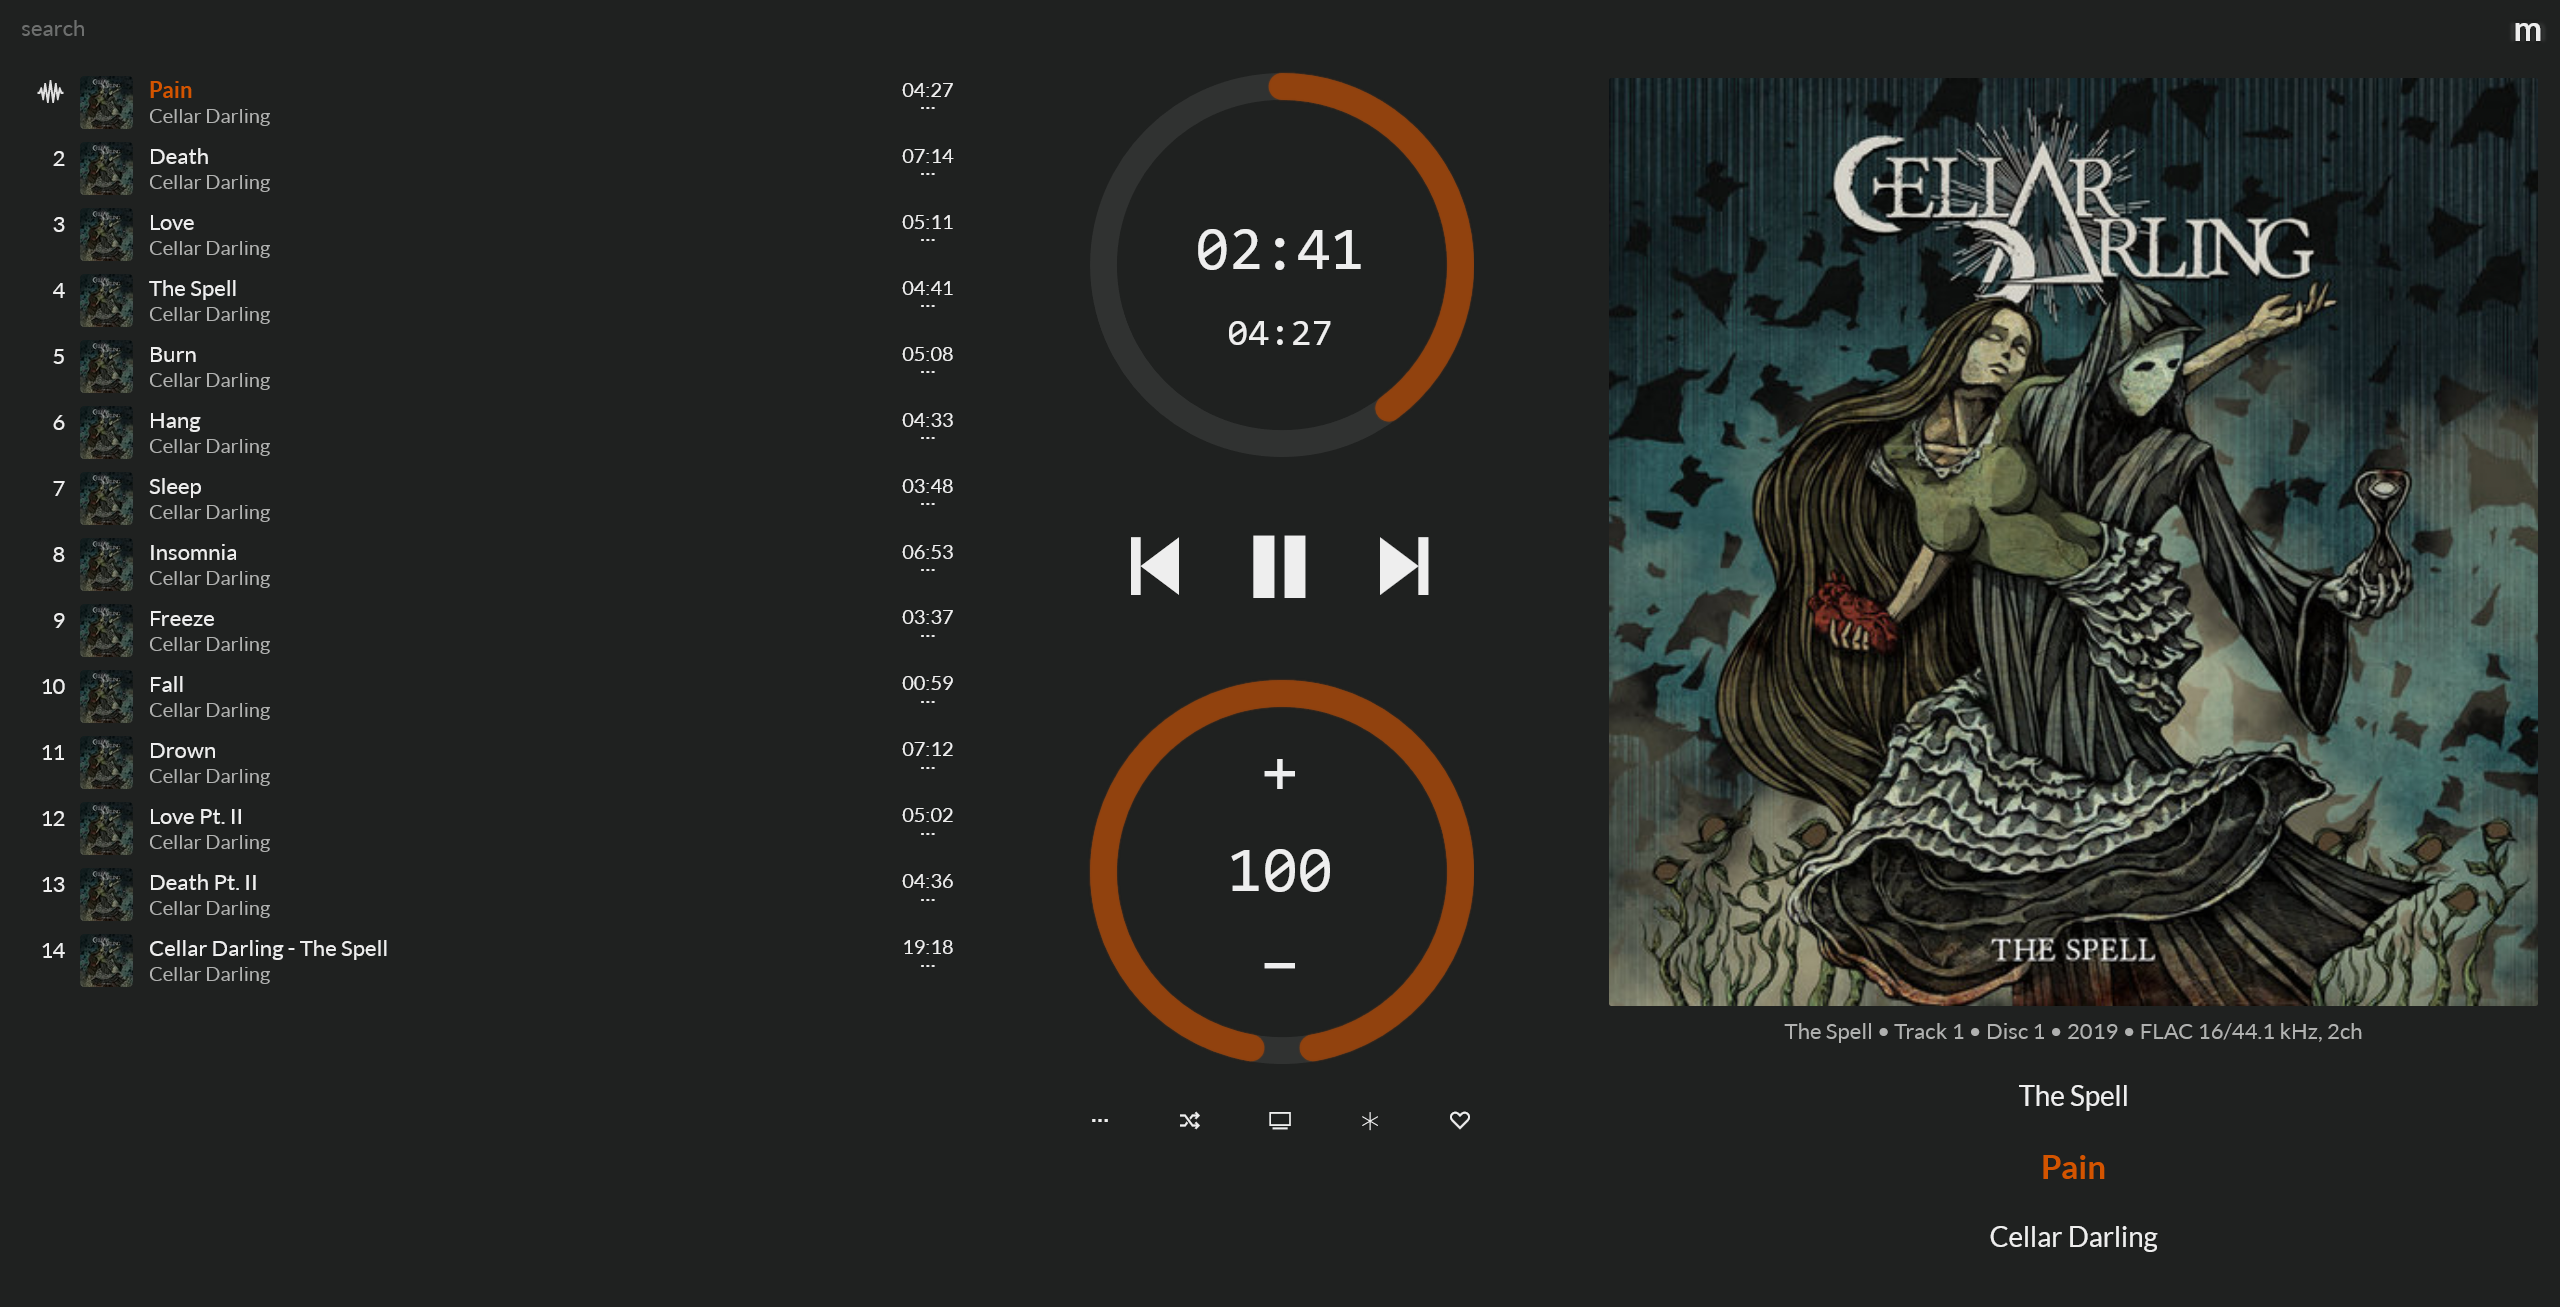 search
m
Pain
Cellar Darling
04:27
...
2
Death
Cellar Darling
07:14
...
3
Love
Cellar Darling
05:11
...
4
The Spell
Cellar Darling
04:41
...
5
Burn
Cellar Darling
05:08
...
6
Hang
Cellar Darling
04:33
...
7
Sleep
Cellar Darling
03:48
...
8
Insomnia
Cellar Darling
06:53
...
9
Freeze
Cellar Darling
03:37
...
10
Fall
Cellar Darling
00:59
...
11
Drown
Cellar Darling
07:12
...
12
Love Pt. II
Cellar Darling
05:02
...
13
Death Pt. II
Cellar Darling
04:36
...
14
Cellar Darling - The Spell
Cellar Darling
19:18
...
02:41
04:27
+
100
−
...
CELLAR
DARLING
THE SPELL
The Spell • Track 1 • Disc 1 • 2019 • FLAC 16/44.1 kHz, 2ch
The Spell
Pain
Cellar Darling